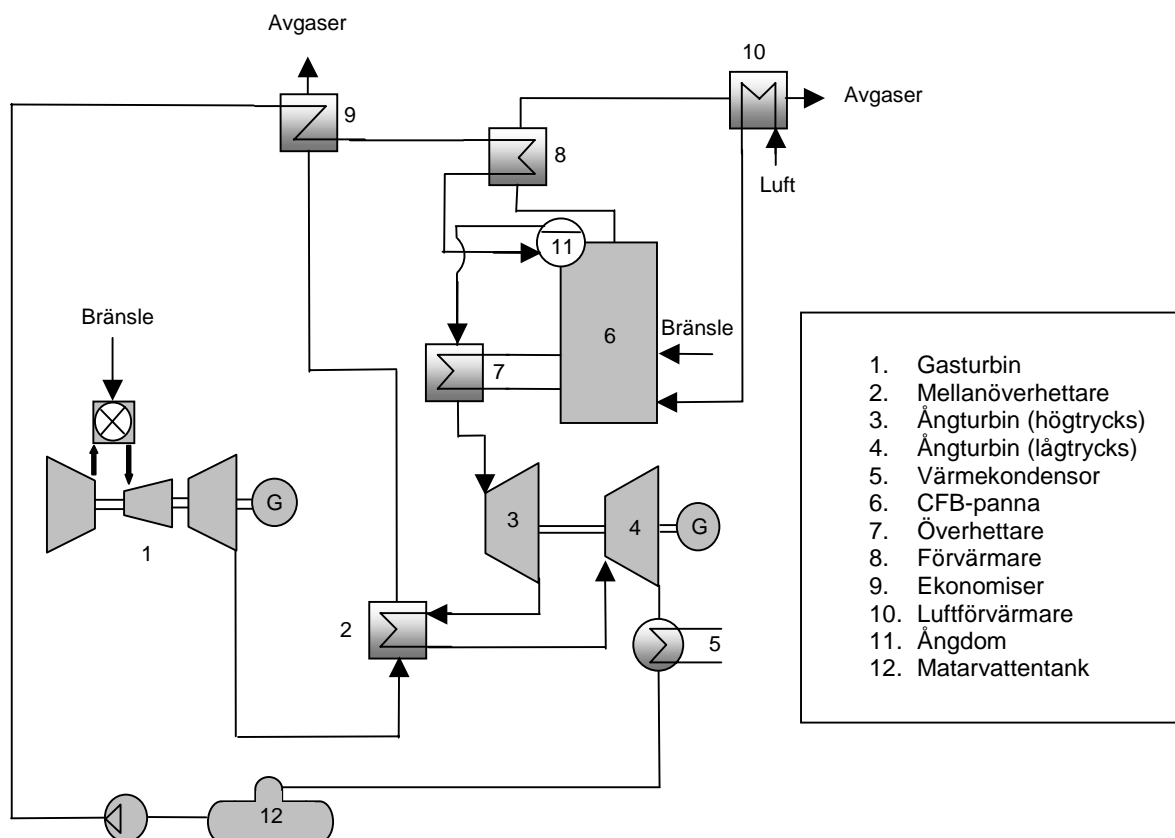 Avgaser
10
Avgaser
9
8
Luft
11
Bränsle
6
Bränsle
7
G
1
3
4
G
2
5
12
1. Gasturbin
2. Mellanöverhettare
3. Ångturbin (högtrycks)
4. Ångturbin (lågtrycks)
5. Värmekondensor
6. CFB-panna
7. Överhettare
8. Förvärmare
9. Ekonomiser
10. Luftförvärmare
11. Ångdom
12. Matarvattentank